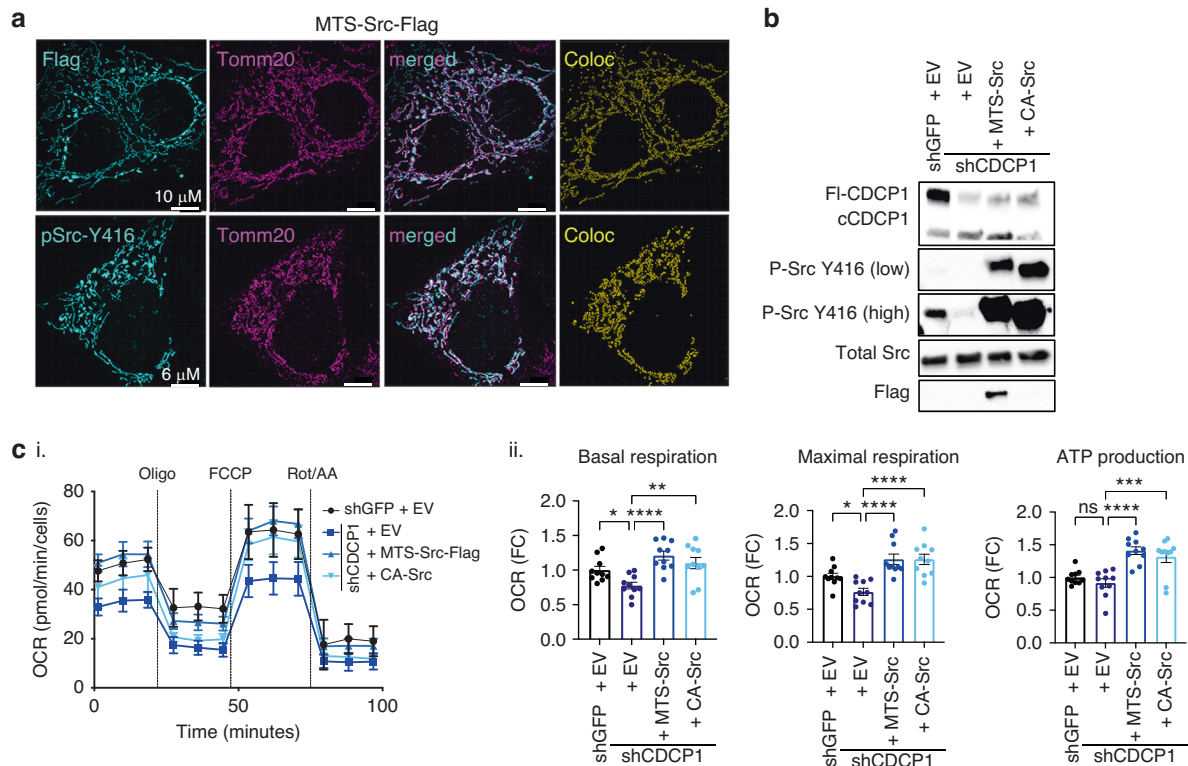 a
MTS-Src-Flag
Flag
Tomm20
merged
Coloc
10 µM
pSrc-Y416
Tomm20
merged
Coloc
6 µM
b
shGFP + EV
+ EV
+ MTS-Src
+ CA-Src
shCDCP1
Fl-CDCP1
cCDCP1
P-Src Y416 (low)
P-Src Y416 (high)
Total Src
Flag
c i.
Oligo
FCCP
Rot/AA
OCR (pmol/min/cells)
80
60
40
20
0
0
50
100
Time (minutes)
shGFP + EV
shCDCP1
+ EV
+ MTS-Src-Flag
+ CA-Src
ii.
Basal respiration
**
* ****
OCR (FC)
2.0
1.5
1.0
0.5
0.0
shGFP + EV
+ EV
+ MTS-Src
+ CA-Src
shCDCP1
Maximal respiration
****
* ****
OCR (FC)
2.0
1.5
1.0
0.5
0.0
shGFP + EV
+ EV
+ MTS-Src
+ CA-Src
shCDCP1
ATP production
***
ns ****
OCR (FC)
2.0
1.5
1.0
0.5
0.0
shGFP + EV
+ EV
+ MTS-Src
+ CA-Src
shCDCP1